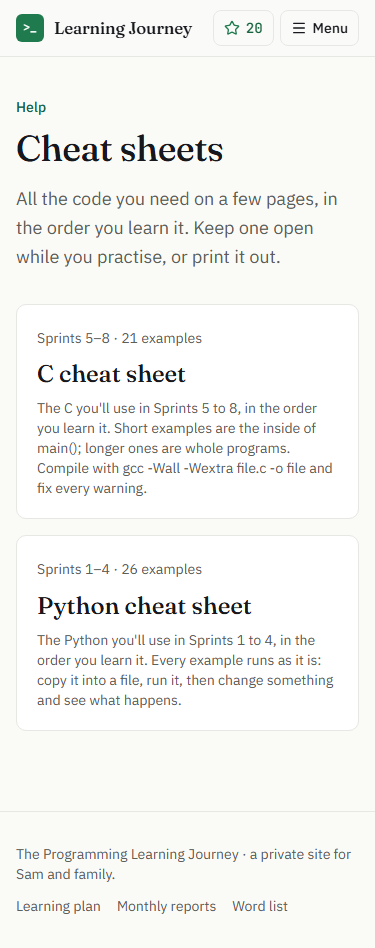 >_ Learning Journey 20 Menu
Help
Cheat sheets
All the code you need on a few pages, in
the order you learn it. Keep one open
while you practise, or print it out.
Sprints 5–8 · 21 examples
C cheat sheet
The C you'll use in Sprints 5 to 8, in the order
you learn it. Short examples are the inside of
main(); longer ones are whole programs.
Compile with gcc -Wall -Wextra file.c -o file and
fix every warning.
Sprints 1–4 · 26 examples
Python cheat sheet
The Python you'll use in Sprints 1 to 4, in the
order you learn it. Every example runs as it is:
copy it into a file, run it, then change something
and see what happens.
The Programming Learning Journey · a private site for
Sam and family.
Learning plan Monthly reports Word list